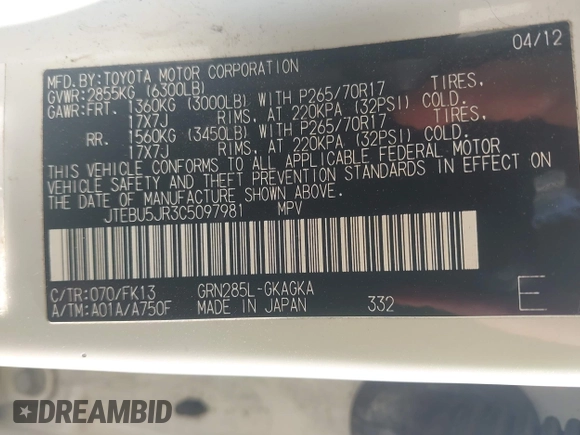 04/12
MFD.BY:TOYOTA MOTOR CORPORATION
GVWR:2855KG (6300LB)
GAWR:FRT. 1360KG (3000LB) WITH P265/70R17 TIRES,
17X7J RIMS, AT 220KPA (32PSI) COLD.
RR. 1560KG (3450LB) WITH P265/70R17 TIRES,
17X7J RIMS, AT 220KPA (32PSI) COLD.
THIS VEHICLE CONFORMS TO ALL APPLICABLE FEDERAL MOTOR
VEHICLE SAFETY AND THEFT PREVENTION STANDARDS IN EFFECT ON
THE DATE OF MANUFACTURE SHOWN ABOVE.
JTEBU5JR3C5097981 MPV
C/TR:070/FK13 GRN285L-GKAGKA
A/TM:A01A/A750F MADE IN JAPAN 332 E
DREAMBID